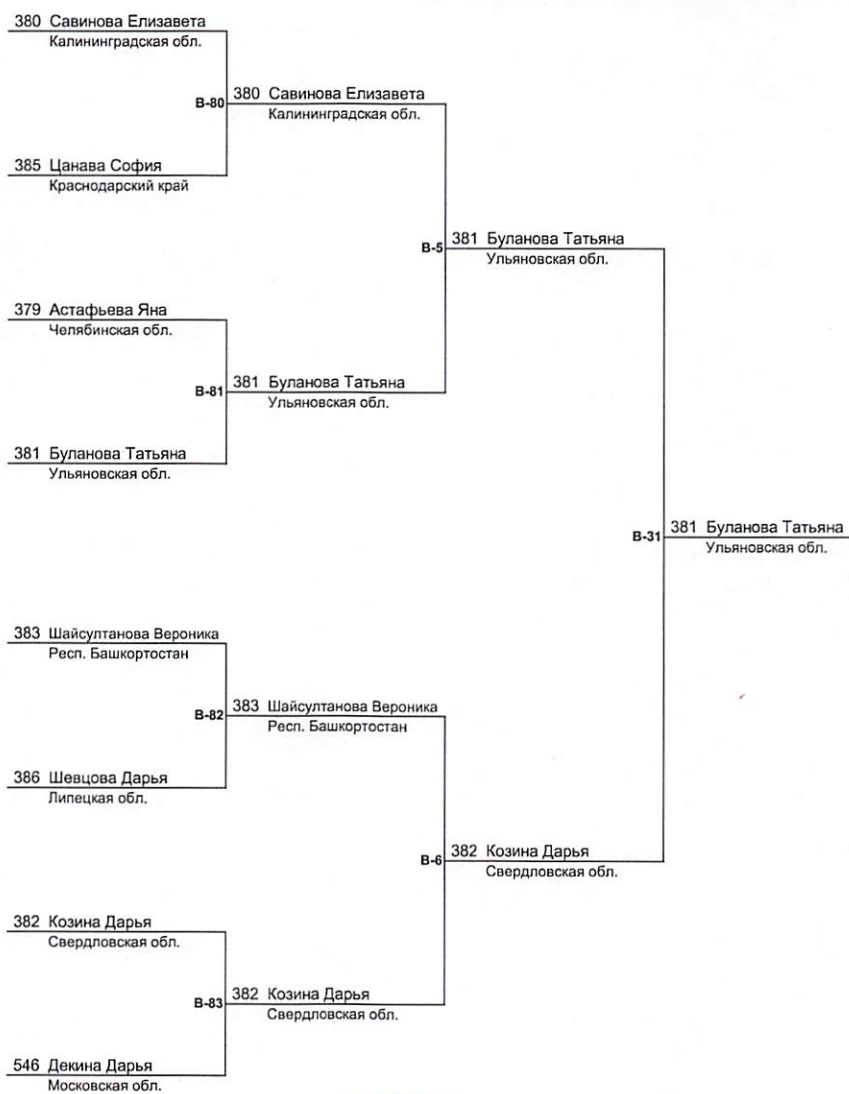 380 Савинова Елизавета
Калининградская обл.
B-80
380 Савинова Елизавета
Калининградская обл.
385 Цанава София
Краснодарский край
B-5
381 Буланова Татьяна
Ульяновская обл.
379 Астафьева Яна
Челябинская обл.
B-81
381 Буланова Татьяна
Ульяновская обл.
381 Буланова Татьяна
Ульяновская обл.
B-31
381 Буланова Татьяна
Ульяновская обл.
383 Шайсултанова Вероника
Респ. Башкортостан
B-82
383 Шайсултанова Вероника
Респ. Башкортостан
386 Шевцова Дарья
Липецкая обл.
B-6
382 Козина Дарья
Свердловская обл.
382 Козина Дарья
Свердловская обл.
B-83
382 Козина Дарья
Свердловская обл.
546 Декина Дарья
Московская обл.